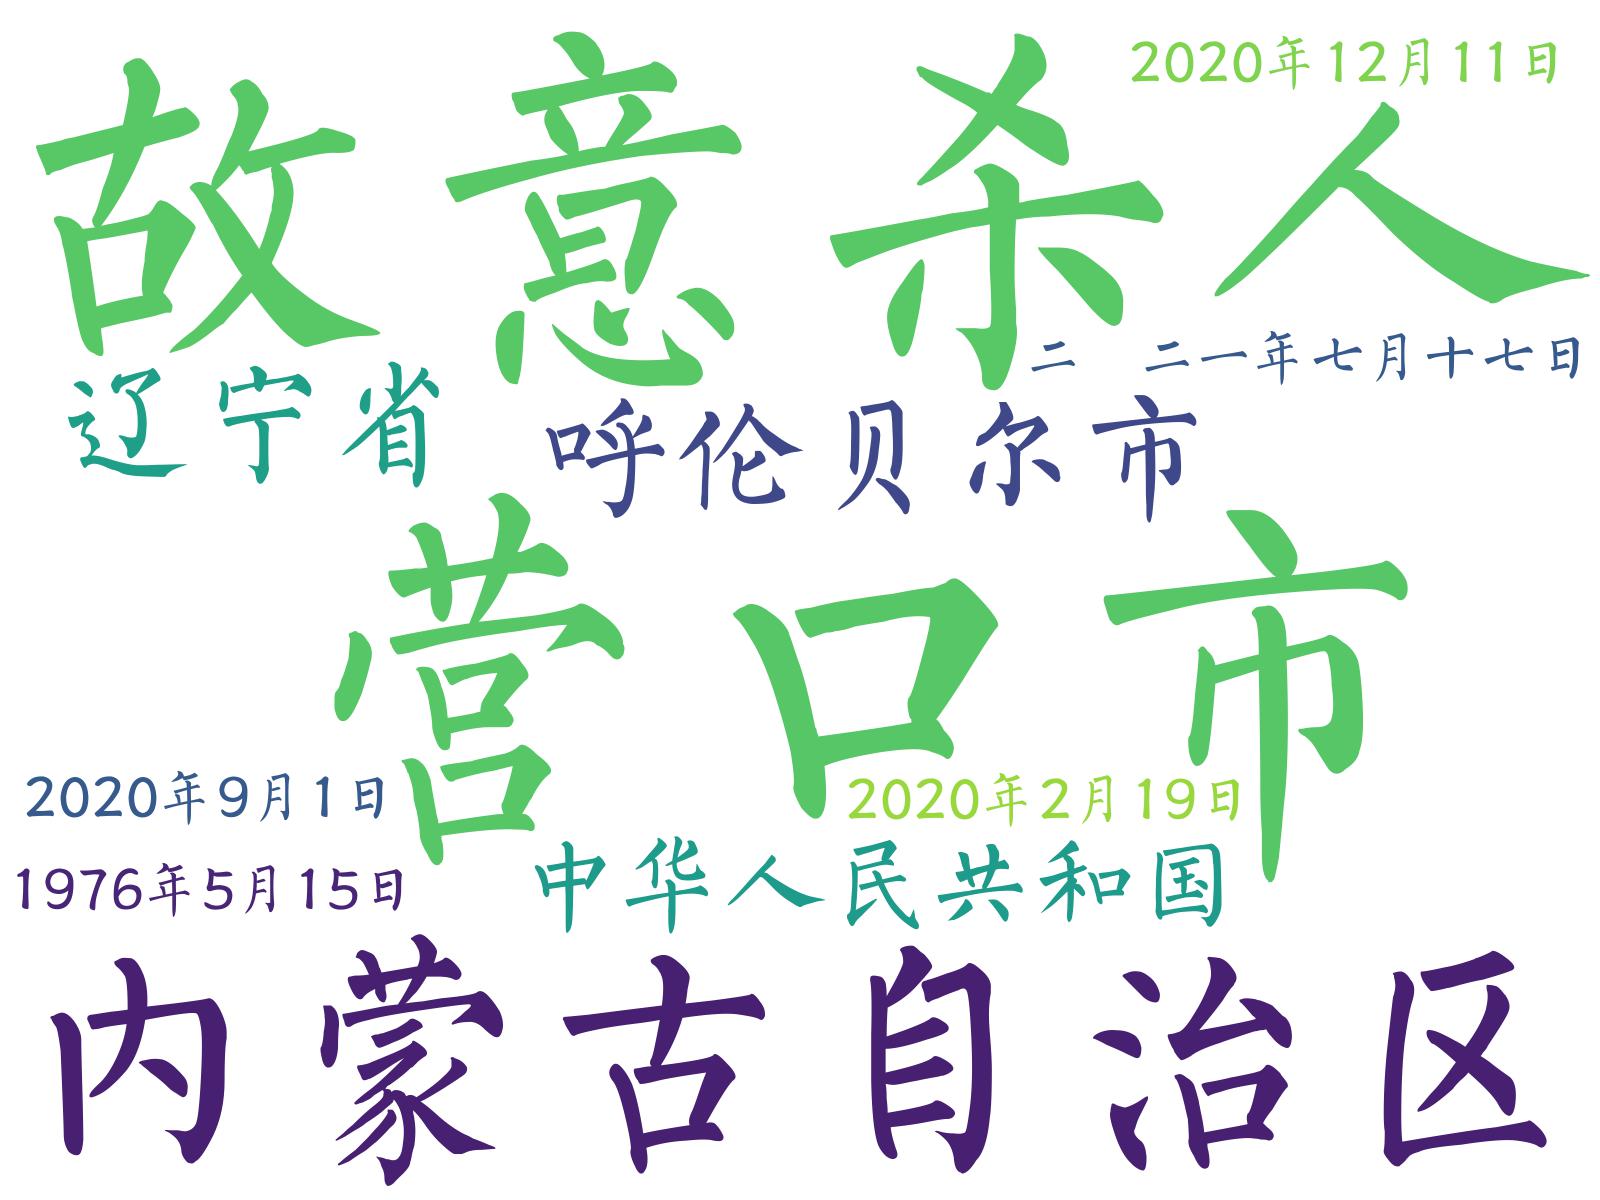 2020年12月11日
故意杀人
二 二一年七月十七日
辽宁省
呼伦贝尔市
营口市
2020年9月1日
2020年2月19日
1976年5月15日
中华人民共和国
内蒙古自治区